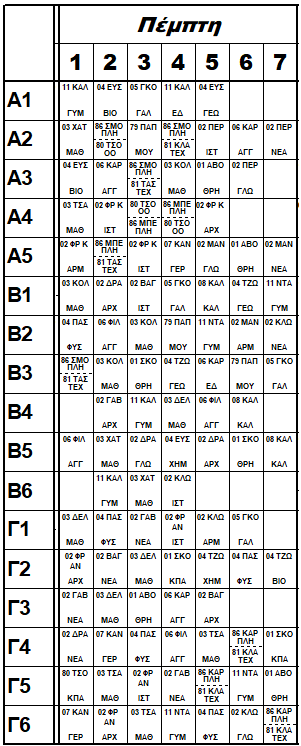 Πέμπτη
1 2 3 4 5 6 7
Α1
11 ΚΑΛ 04 ΕΥΣ 05 ΓΚΟ 11 ΚΑΛ 04 ΕΥΣ
ΓΥΜ ΒΙΟ ΓΑΛ ΕΔ ΓΕΩ
Α2
03 ΧΑΤ 86 ΣΜΟ 79 ΠΑΠ 86 ΣΜΟ 02 ΠΕΡ 06 ΚΑΡ 02 ΠΕΡ
ΠΛΗ ΠΛΗ
80 ΤΣΟ 81 ΚΛΑ
ΜΑΘ ΟΟ ΜΟΥ ΤΕΧ ΙΣΤ ΑΓΓ ΝΕΑ
Α3
04 ΕΥΣ 06 ΚΑΡ 86 ΣΜΟ 03 ΚΟΛ 01 ΑΒΟ 02 ΠΕΡ
ΠΛΗ
81 ΤΑΣ
ΒΙΟ ΑΓΓ ΤΕΧ ΜΑΘ ΘΡΗ ΓΛΩ
Α4
03 ΤΣΑ 02 ΦΡ Κ 80 ΤΣΟ 86 ΜΠΕ 02 ΦΡ Κ
ΟΟ ΠΛΗ
86 ΜΠΕ 80 ΤΣΟ
ΜΑΘ ΙΣΤ ΠΛΗ ΟΟ ΑΡΧ
Α5
02 ΦΡ Κ 86 ΜΠΕ 02 ΦΡ Κ 07 ΚΑΝ 02 ΜΑΝ 01 ΑΒΟ 02 ΜΑΝ
ΠΛΗ
81 ΤΑΣ
ΑΡΜ ΤΕΧ ΙΣΤ ΓΕΡ ΓΛΩ ΘΡΗ ΝΕΑ
Β1
03 ΚΟΛ 02 ΔΡΑ 02 ΒΑΓ 05 ΓΚΟ 08 ΚΑΛ 04 ΤΖΩ 11 ΝΤΑ
ΜΑΘ ΑΡΧ ΙΣΤ ΓΑΛ ΚΑΛ ΓΕΩ ΓΥΜ
Β2
04 ΠΑΣ 06 ΦΙΛ 03 ΚΟΛ 79 ΠΑΠ 11 ΝΤΑ 02 ΜΑΝ 02 ΚΛΩ
ΦΥΣ ΑΓΓ ΜΑΘ ΜΟΥ ΓΥΜ ΑΡΜ ΝΕΑ
Β3
86 ΣΜΟ 03 ΚΟΛ 01 ΣΚΟ 04 ΤΖΩ 06 ΚΑΡ 79 ΠΑΠ 05 ΓΚΟ
ΠΛΗ
81 ΤΑΣ
ΤΕΧ ΜΑΘ ΘΡΗ ΓΕΩ ΕΔ ΜΟΥ ΓΑΛ
Β4
02 ΓΑΒ 11 ΚΑΛ 03 ΔΕΛ 06 ΦΙΛ 08 ΚΑΛ
ΑΡΧ ΓΥΜ ΜΑΘ ΑΓΓ ΚΑΛ
Β5
06 ΦΙΛ 03 ΧΑΤ 02 ΔΡΑ 04 ΕΥΣ 02 ΔΡΑ 01 ΣΚΟ 08 ΚΑΛ
ΑΓΓ ΜΑΘ ΓΛΩ ΧΗΜ ΑΡΧ ΘΡΗ ΚΑΛ
Β6
11 ΚΑΛ 03 ΧΑΤ 02 ΚΛΩ
ΓΥΜ ΜΑΘ ΙΣΤ
Γ1
03 ΔΕΛ 04 ΠΑΣ 02 ΓΑΒ 02 ΦΡ 02 ΚΛΩ 05 ΓΚΟ
ΑΝ
ΜΑΘ ΦΥΣ ΝΕΑ ΙΣΤ ΑΡΜ ΓΑΛ
Γ2
02 ΦΡ 02 ΒΑΓ 03 ΔΕΛ 01 ΣΚΟ 04 ΤΖΩ 04 ΠΑΣ 04 ΤΖΩ
ΑΝ
ΑΡΧ ΝΕΑ ΜΑΘ ΚΠΑ ΧΗΜ ΦΥΣ ΒΙΟ
Γ3
02 ΓΑΒ 03 ΔΕΛ 01 ΑΒΟ 06 ΚΑΡ 02 ΒΑΓ
ΝΕΑ ΜΑΘ ΘΡΗ ΑΓΓ ΑΡΧ
Γ4
02 ΔΡΑ 07 ΚΑΝ 04 ΠΑΣ 06 ΦΙΛ 03 ΤΣΑ 86 ΚΑΡ 01 ΣΚΟ
ΠΛΗ
81 ΚΛΑ
ΝΕΑ ΓΕΡ ΦΥΣ ΑΓΓ ΜΑΘ ΤΕΧ ΚΠΑ
Γ5
80 ΤΣΟ 03 ΤΣΑ 02 ΦΡ 02 ΓΑΒ 86 ΚΑΡ 11 ΝΤΑ 01 ΑΒΟ
ΑΝ ΠΛΗ
81 ΚΛΑ
ΚΠΑ ΜΑΘ ΙΣΤ ΝΕΑ ΤΕΧ ΓΥΜ ΘΡΗ
Γ6
07 ΚΑΝ 02 ΦΡ 03 ΤΣΑ 11 ΝΤΑ 04 ΠΑΣ 02 ΚΛΩ 86 ΚΑΡ
ΑΝ ΠΛΗ
81 ΚΛΑ
ΓΕΡ ΑΡΧ ΜΑΘ ΓΥΜ ΦΥΣ ΓΛΩ ΤΕΧ